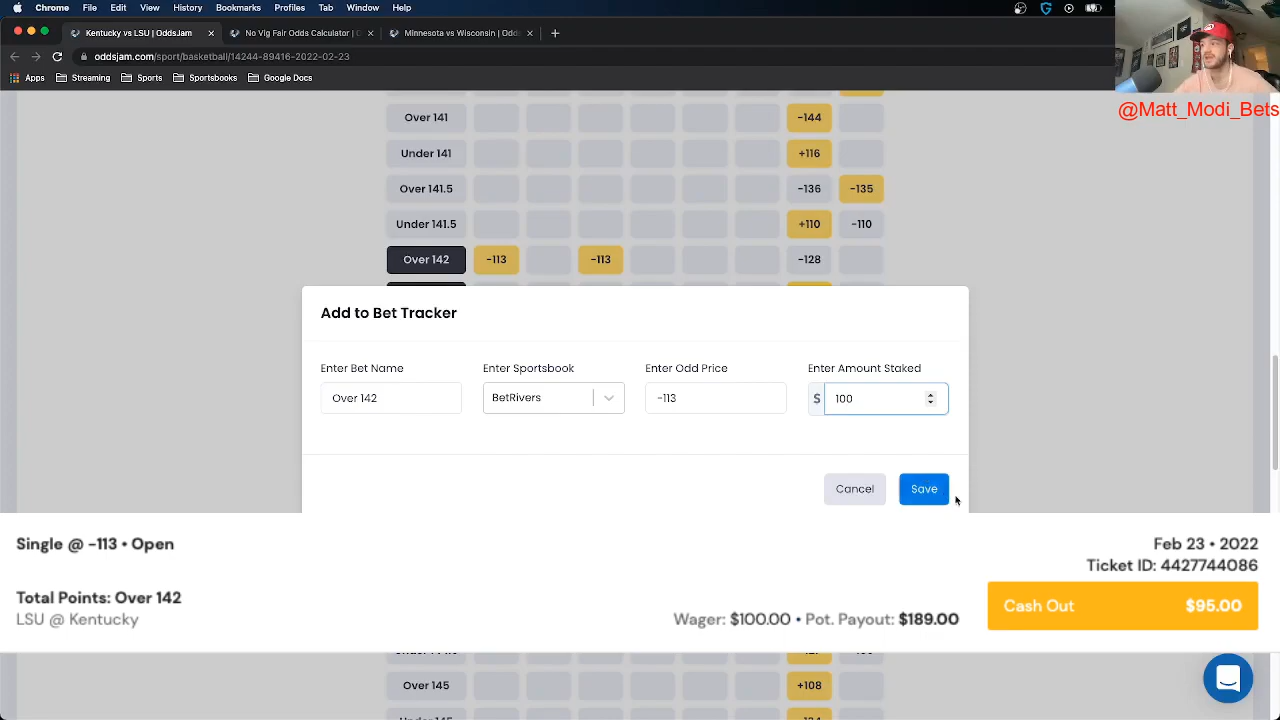 Chrome File Edit View History Bookmarks Profiles Tab Window Help
Kentucky vs LSU | OddsJam
No Vig Fair Odds Calculator |
Minnesota vs Wisconsin | Odds
oddsjam.com/sport/basketball/14244-89416-2022-02-23
Apps Streaming Sports Sportsbooks Google Docs
@Matt_Modi_Bets
Over 141 -144
Under 141 +116
Over 141.5 -136 -135
Under 141.5 +110 -110
Over 142 -113 -113 -128
Add to Bet Tracker
Enter Bet Name Enter Sportsbook Enter Odd Price Enter Amount Staked
Over 142 BetRivers -113 $ 100
Cancel Save
Single @ -113 • Open
Feb 23 • 2022
Ticket ID: 4427744086
Total Points: Over 142
LSU @ Kentucky
Wager: $100.00 • Pot. Payout: $189.00
Cash Out $95.00
Over 145 +108